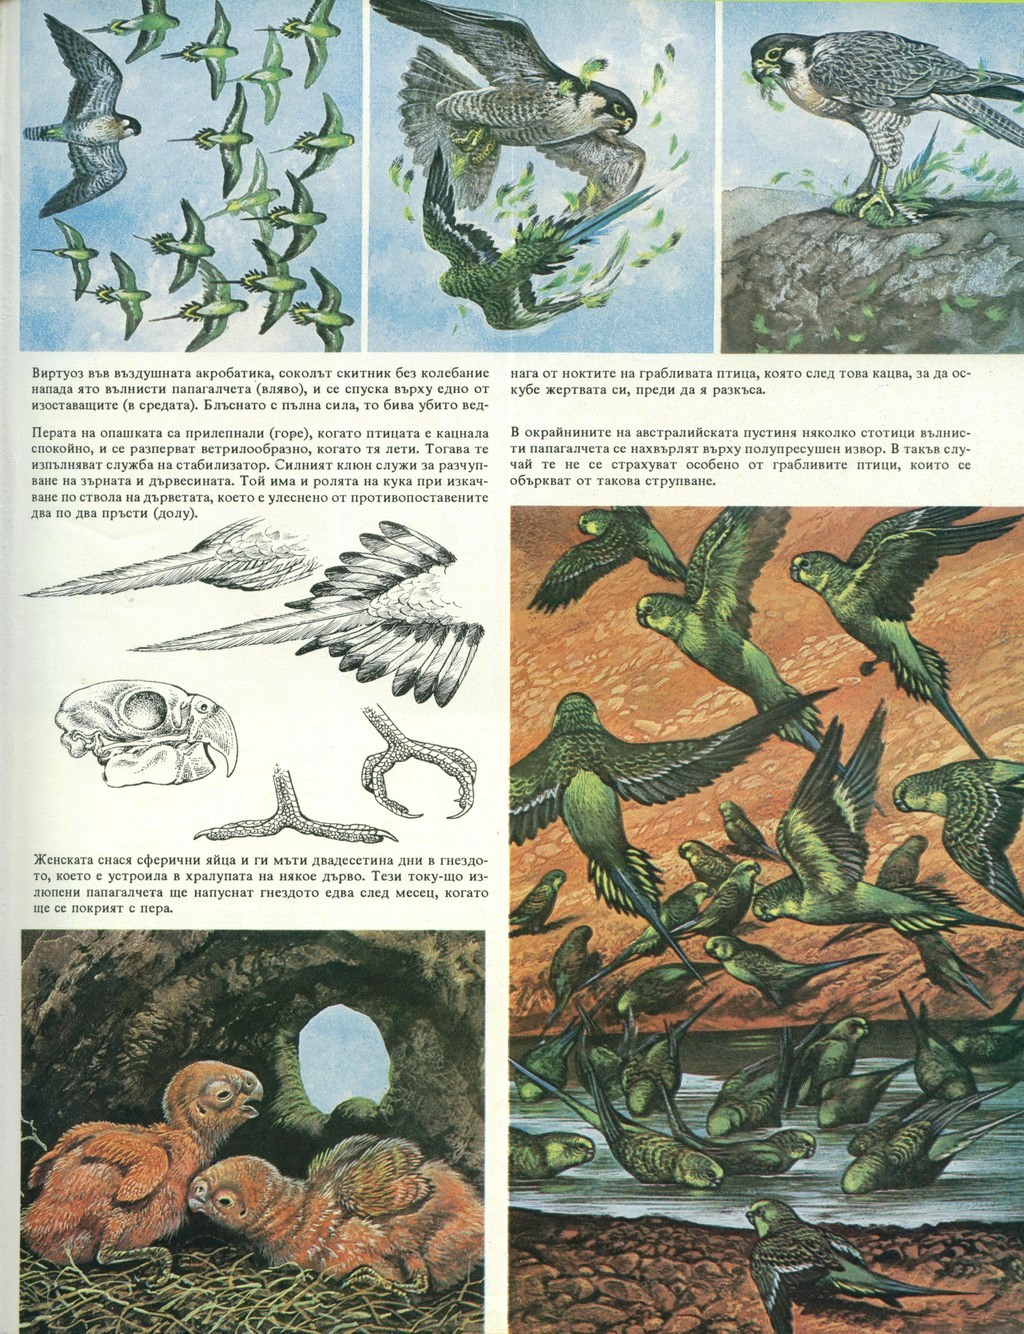 Виртуоз във въздушната акробатика, соколът скитник без колебание
напада ято вълнисти папагалчета (вляво), и се спуска върху едно от
изоставащите (в средата). Блъснато с пълна сила, то бива убито вед-
нага от ноктите на грабливата птица, която след това кацва, за да ос-
кубе жертвата си, преди да я разкъса.
Перата на опашката са прилепнали (горе), когато птицата е кацнала
спокойно, и се разперват ветрилообразно, когато тя лети. Тогава те
изпълняват служба на стабилизатор. Силният клюн служи за разчуп-
ване на зърната и дървесината. Той има и ролята на кука при изкач-
ване по ствола на дърветата, което е улеснено от противопоставените
два по два пръсти (долу).
В окрайнините на австралийската пустиня няколко стотици вълнис-
ти папагалчета се нахвърлят върху полупресушен извор. В такъв слу-
чай те не се страхуват особено от грабливите птици, които се
объркват от такова струпване.
Женската снася сферични яйца и ги мъти двадесетина дни в гнездо-
то, което е устроила в хралупата на някое дърво. Тези току-що из-
люпени папагалчета ще напуснат гнездото едва след месец, когато
ще се покрият с пера.